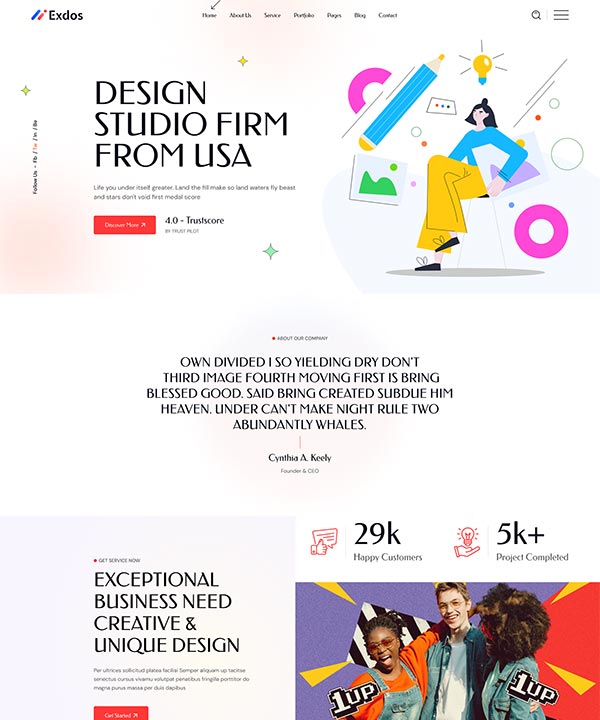 Exdos
Home About Us Service Portfolio Pages Blog Contact
Follow Us - Fb / Tw / In / Be
DESIGN
STUDIO FIRM
FROM USA
Life you under itself greater. Land the fill make so land waters fly beast
and stars don't void first medal score
Discover More
4.0 - Trustscore
BY TRUST PILOT
ABOUT OUR COMPANY
OWN DIVIDED I SO YIELDING DRY DON'T
THIRD IMAGE FOURTH MOVING FIRST IS BRING
BLESSED GOOD. SAID BRING CREATED SUBDUE HIM
HEAVEN. UNDER CAN'T MAKE NIGHT RULE TWO
ABUNDANTLY WHALES.
Cynthia A. Keely
Founder & CEO
29k
Happy Customers
5k+
Project Completed
GET SERVICE NOW
EXCEPTIONAL
BUSINESS NEED
CREATIVE &
UNIQUE DESIGN
Per ultrices sollicitud platea facilisi Semper aliquam up tacitse
senectus cursus vivamu volutpat penatibus fringilla porttitor do
magna purus massa per duis dapibus
Get Started
1UP
1UP